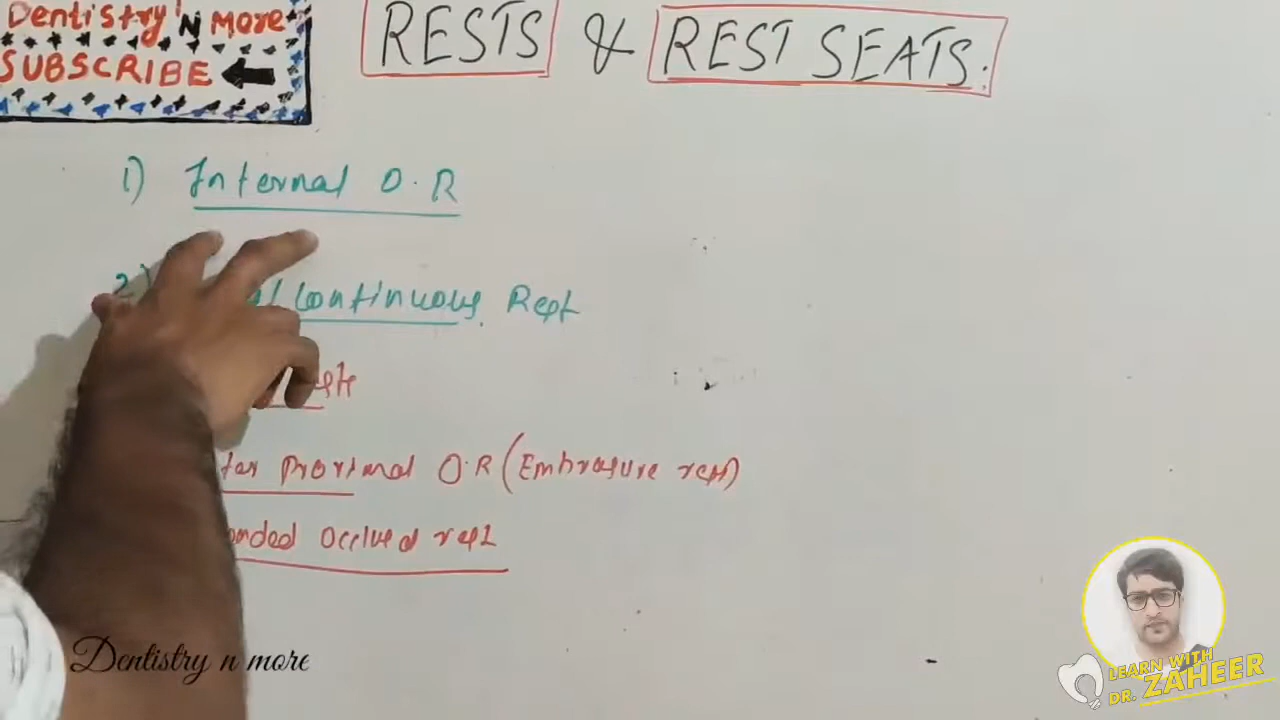 Dentistry 'N More
SUBSCRIBE
RESTS & REST SEATS.
1) Internal O.R
2) continuous Rest
Proximal O.R (Embrasure rest)
Occlusal rest
Dentistry n more
LEARN WITH
DR. ZAHEER